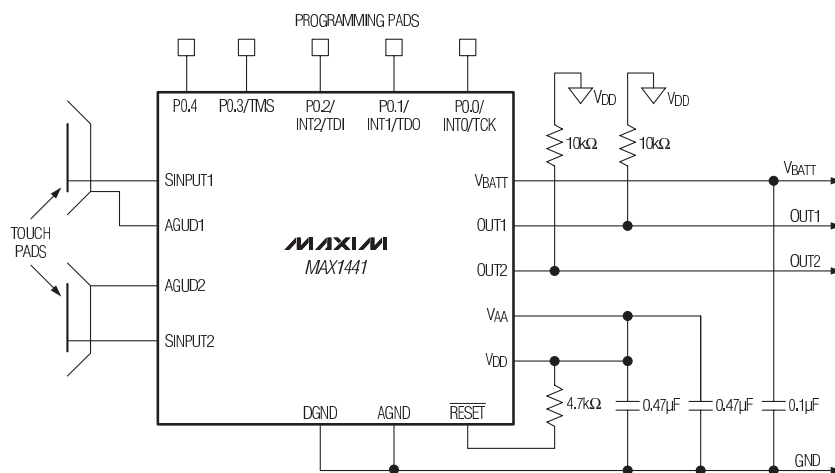 PROGRAMMING PADS
P0.4
P0.3/TMS
P0.2/
INT2/TDI
P0.1/
INT1/TDO
P0.0/
INT0/TCK
VDD
VDD
10kΩ
10kΩ
SINPUT1
AGUD1
AGUD2
SINPUT2
TOUCH
PADS
MAXIM
MAX1441
VBATT
OUT1
OUT2
VAA
VDD
DGND
AGND
RESET
VBATT
OUT1
OUT2
4.7kΩ
0.47µF
0.47µF
0.1µF
GND